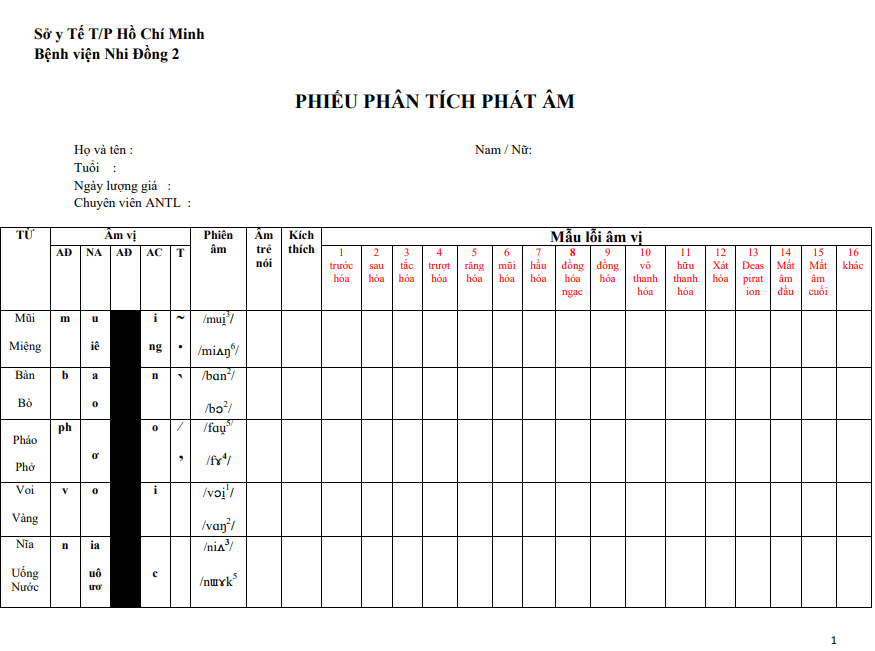 Sở y Tế T/P Hồ Chí Minh
Bệnh viện Nhi Đồng 2
PHIẾU PHÂN TÍCH PHÁT ÂM
Họ và tên : Nam / Nữ:
Tuổi :
Ngày lượng giá :
Chuyên viên ANTL :
TỪ Âm vị Phiên âm Âm trẻ nói Kích thích Mẫu lỗi âm vị
AĐ NA AĐ AC T 1 trước hóa 2 sau hóa 3 tắc hóa 4 trượt hóa 5 răng hóa 6 mũi hóa 7 hầu hóa 8 đồng hóa ngạc 9 đồng hóa 10 vô thanh hóa 11 hữu thanh hóa 12 Xát hóa 13 Deas pirat ion 14 Mất âm đầu 15 Mất âm cuối 16 khác
Mũi m u i ~ /mui̯³/
Miệng iê ng . /miʌŋ⁶/
Bàn b a n ˋ /bɑn²/
Bò o /bɔ²/
Pháo ph o / /fɑu̯⁵/
Phở ơ ̉ /fɤ⁴/
Voi v o i /vɔi̯¹/
Vàng /vɑŋ²/
Nĩa n ia /niʌ³/
Uống uô c /nɯɤk⁵
Nước ươ
1